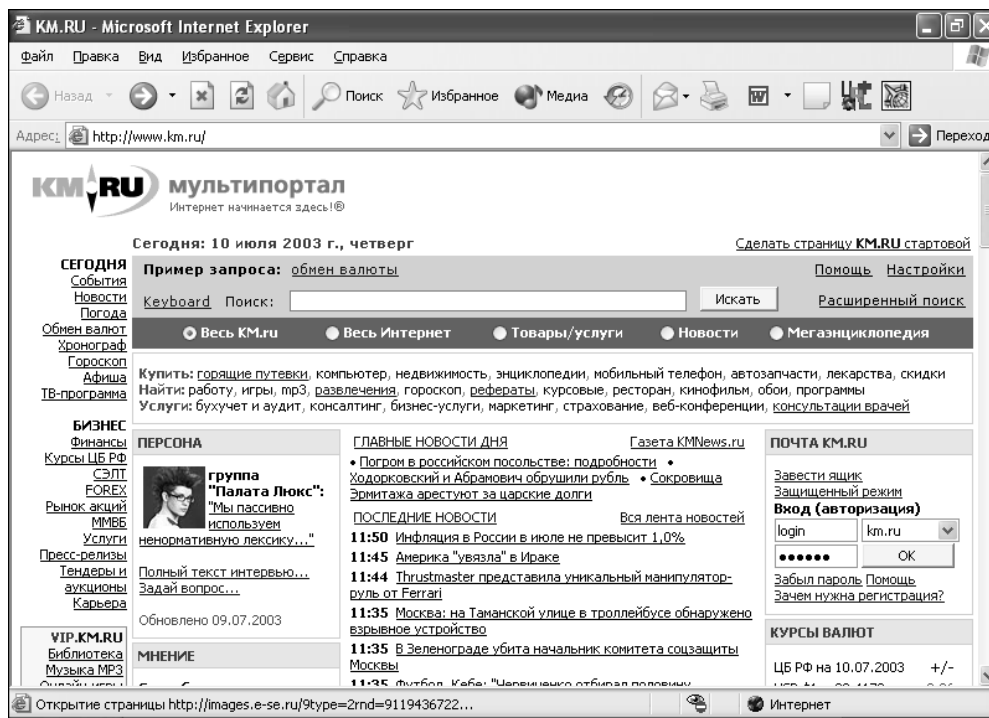 KM.RU - Microsoft Internet Explorer
Файл Правка Вид Избранное Сервис Справка
Назад Поиск Избранное Медиа
Адрес: http://www.km.ru/ Переход
KM RU мультипортал
Интернет начинается здесь!®
Сегодня: 10 июля 2003 г., четверг Сделать страницу KM.RU стартовой
Пример запроса: обмен валюты Помощь Настройки
Keyboard Поиск: Искать Расширенный поиск
Весь KM.ru Весь Интернет Товары/услуги Новости Мегаэнциклопедия
СЕГОДНЯ
События
Новости
Погода
Обмен валют
Хронограф
Гороскоп
Афиша
ТВ-программа
БИЗНЕС
Финансы
Курсы ЦБ РФ
СЭЛТ
FOREX
Рынок акций
ММВБ
Услуги
Пресс-релизы
Тендеры и
аукционы
Карьера
VIP.KM.RU
Библиотека
Музыка MP3
Онлайн-игры
Купить: горящие путевки, компьютер, недвижимость, энциклопедии, мобильный телефон, автозапчасти, лекарства, скидки
Найти: работу, игры, mp3, развлечения, гороскоп, рефераты, курсовые, ресторан, кинофильм, обои, программы
Услуги: бухучет и аудит, консалтинг, бизнес-услуги, маркетинг, страхование, веб-конференции, консультации врачей
ПЕРСОНА
группа
"Палата Люкс":
"Мы пассивно
используем
ненормативную лексику..."
Полный текст интервью...
Задай вопрос...
Обновлено 09.07.2003
МНЕНИЕ
ГЛАВНЫЕ НОВОСТИ ДНЯ Газета KMNews.ru
• Погром в российском посольстве: подробности •
Ходорковский и Абрамович обрушили рубль • Сокровища
Эрмитажа арестуют за царские долги
ПОСЛЕДНИЕ НОВОСТИ Вся лента новостей
11:50 Инфляция в России в июле не превысит 1,0%
11:45 Америка "увязла" в Ираке
11:44 Thrustmaster представила уникальный манипулятор-
руль от Ferrari
11:35 Москва: на Таманской улице в троллейбусе обнаружено
взрывное устройство
11:35 В Зеленограде убита начальник комитета соцзащиты
Москвы
11:35 Футбол. Кебе: "Червиченко отбирал половину
ПОЧТА KM.RU
Завести ящик
Защищенный режим
Вход (авторизация)
login km.ru
●●●●●● OK
Забыл пароль Помощь
Зачем нужна регистрация?
КУРСЫ ВАЛЮТ
ЦБ РФ на 10.07.2003 +/-
Открытие страницы http://images.e-se.ru/9type=2rnd=9119436722... Интернет